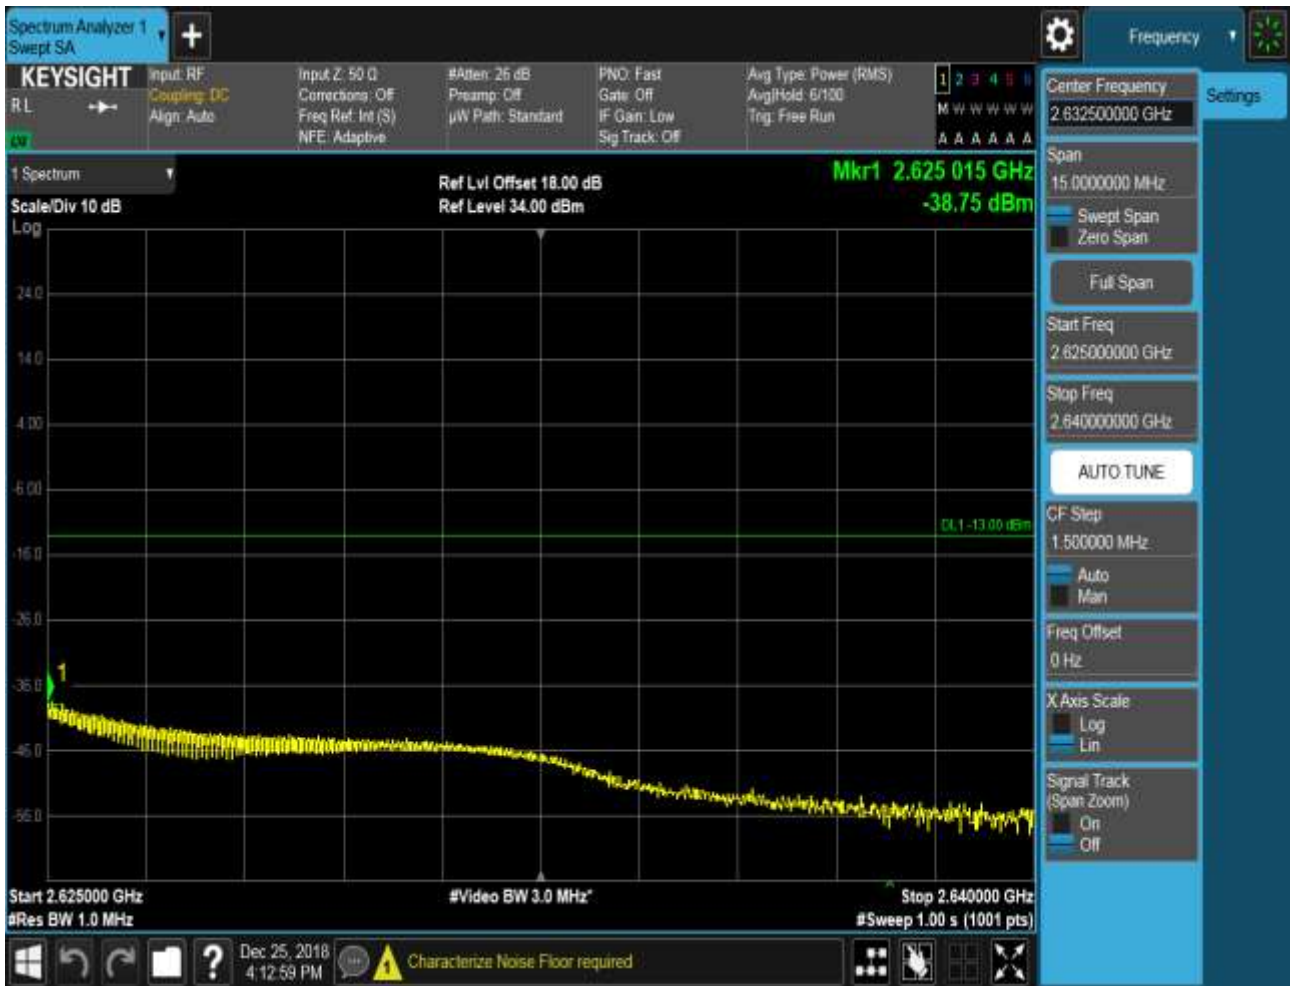 Spectrum Analyzer 1
Swept SA
+
Frequency
KEYSIGHT
RL
Input: RF
Coupling: DC
Align: Auto
Input Z: 50 Ω
Corrections: Off
Freq Ref: Int (S)
NFE: Adaptive
#Atten: 26 dB
Preamp: Off
µW Path: Standard
PNO: Fast
Gate: Off
IF Gain: Low
Sig Track: Off
Avg Type: Power (RMS)
Avg|Hold: 6/100
Trig: Free Run
1 2 3 4 5 6
M W W W W W
A A A A A A
1 Spectrum
Scale/Div 10 dB
Log
Ref Lvl Offset 18.00 dB
Ref Level 34.00 dBm
Mkr1 2.625 015 GHz
-38.75 dBm
24.0
14.0
4.00
-6.00
-16.0
-26.0
-36.0
-46.0
-56.0
DL1 -13.00 dBm
1
Start 2.625000 GHz
#Res BW 1.0 MHz
#Video BW 3.0 MHz*
Stop 2.640000 GHz
#Sweep 1.00 s (1001 pts)
Center Frequency
2.632500000 GHz
Settings
Span
15.0000000 MHz
Swept Span
Zero Span
Full Span
Start Freq
2.625000000 GHz
Stop Freq
2.640000000 GHz
AUTO TUNE
CF Step
1.500000 MHz
Auto
Man
Freq Offset
0 Hz
X Axis Scale
Log
Lin
Signal Track
(Span Zoom)
On
Off
?
Dec 25, 2018
4:12:59 PM
1
Characterize Noise Floor required